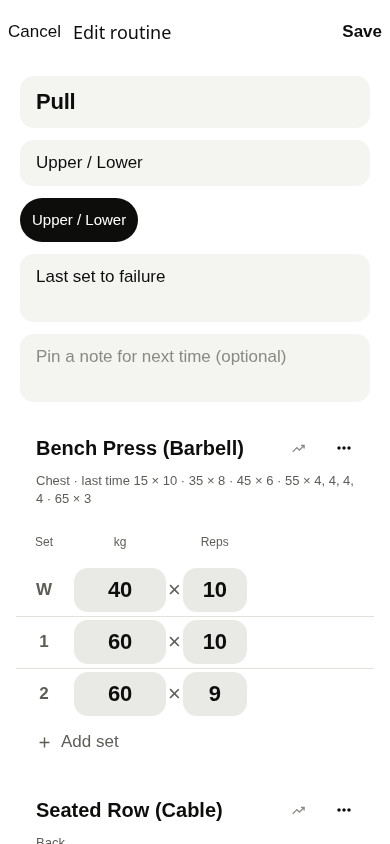 Cancel Edit routine Save
Pull
Upper / Lower
Upper / Lower
Last set to failure
Pin a note for next time (optional)
Bench Press (Barbell)
Chest · last time 15 × 10 · 35 × 8 · 45 × 6 · 55 × 4, 4, 4,
4 · 65 × 3
Set kg Reps
W 40 × 10
1 60 × 10
2 60 × 9
+ Add set
Seated Row (Cable)
Back